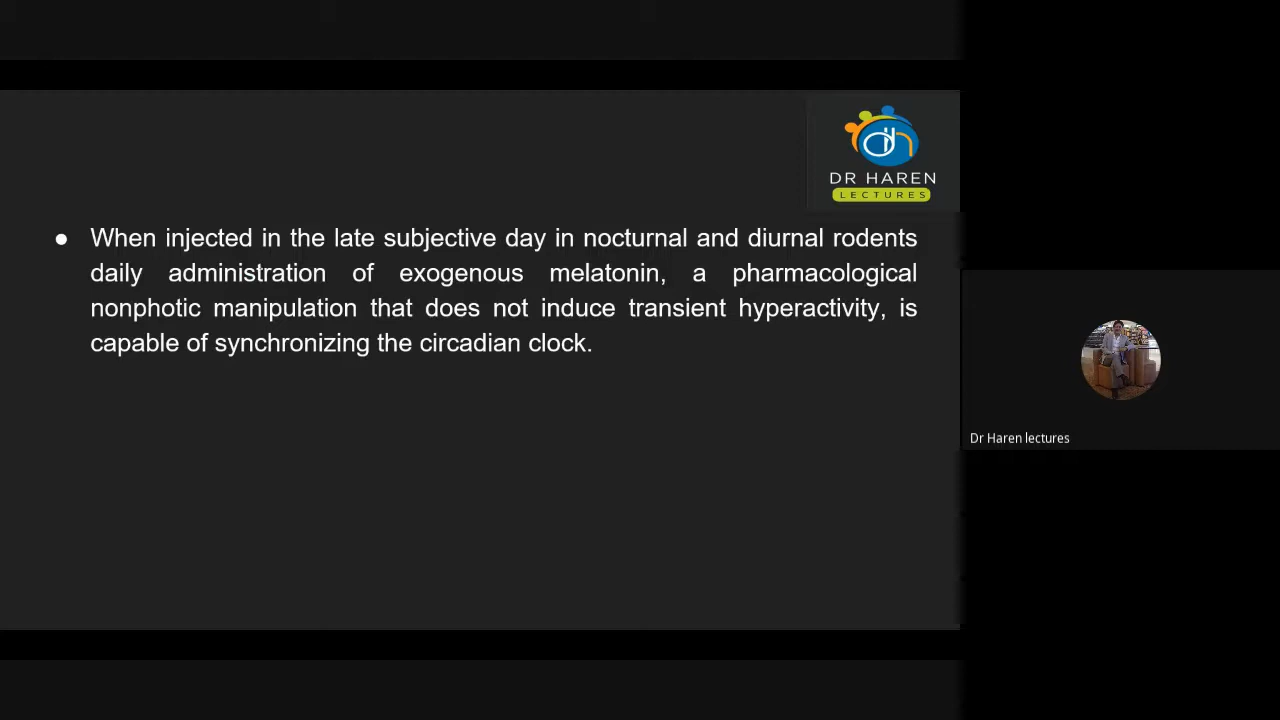 DR HAREN
LECTURES
● When injected in the late subjective day in nocturnal and diurnal rodents
daily administration of exogenous melatonin, a pharmacological
nonphotic manipulation that does not induce transient hyperactivity, is
capable of synchronizing the circadian clock.
Dr Haren lectures